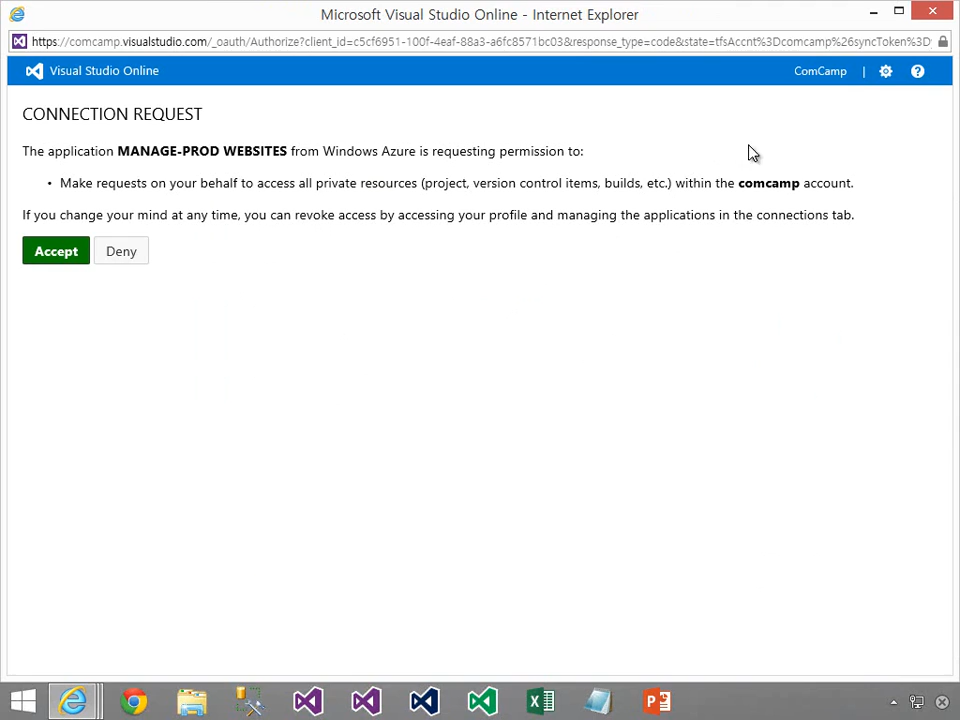 Microsoft Visual Studio Online - Internet Explorer
https://comcamp.visualstudio.com/_oauth/Authorize?client_id=c5cf6951-100f-4eaf-88a3-a6fc8571bc03&response_type=code&state=tfsAccnt%3Dcomcamp%26syncToken%3D
Visual Studio Online
ComCamp | ?
CONNECTION REQUEST
The application MANAGE-PROD WEBSITES from Windows Azure is requesting permission to:
• Make requests on your behalf to access all private resources (project, version control items, builds, etc.) within the comcamp account.
If you change your mind at any time, you can revoke access by accessing your profile and managing the applications in the connections tab.
Accept Deny